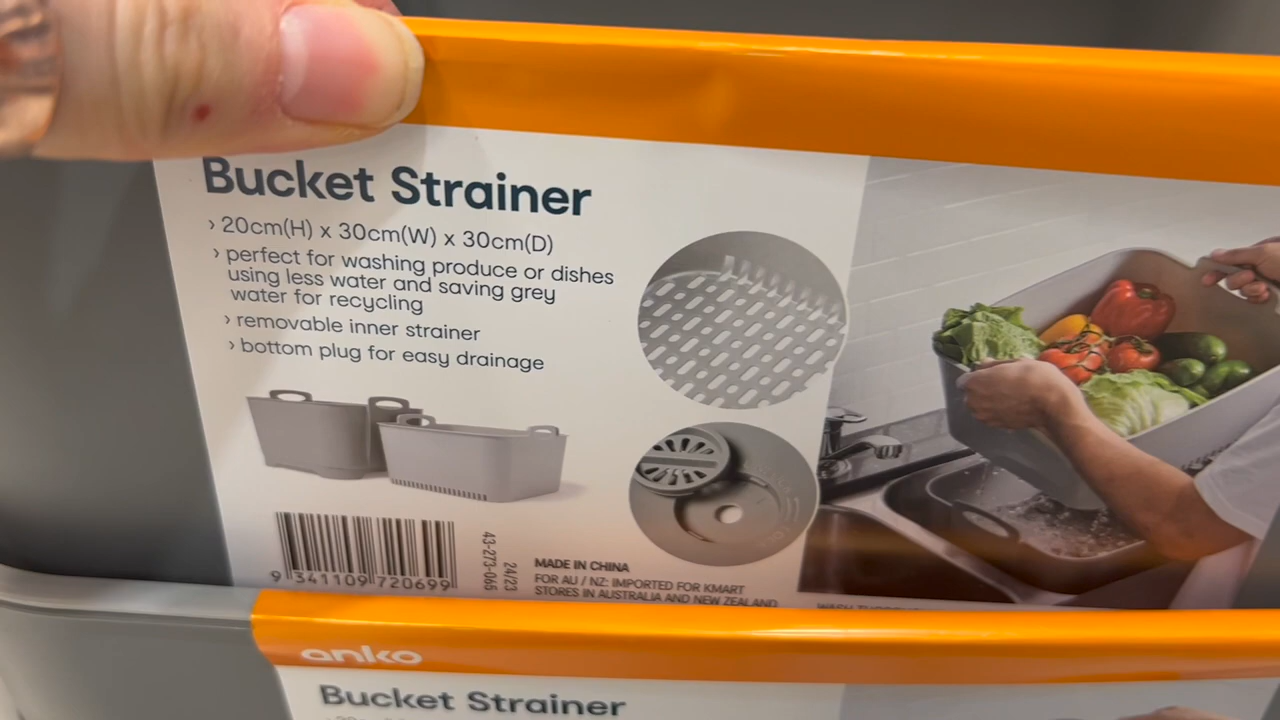 Bucket Strainer
› 20cm(H) x 30cm(W) x 30cm(D)
› perfect for washing produce or dishes
using less water and saving grey
water for recycling
› removable inner strainer
› bottom plug for easy drainage
9 341109 720699
43-273-065
24/23
MADE IN CHINA
FOR AU / NZ: IMPORTED FOR KMART
STORES IN AUSTRALIA AND NEW ZEALAND
anko
Bucket Strainer